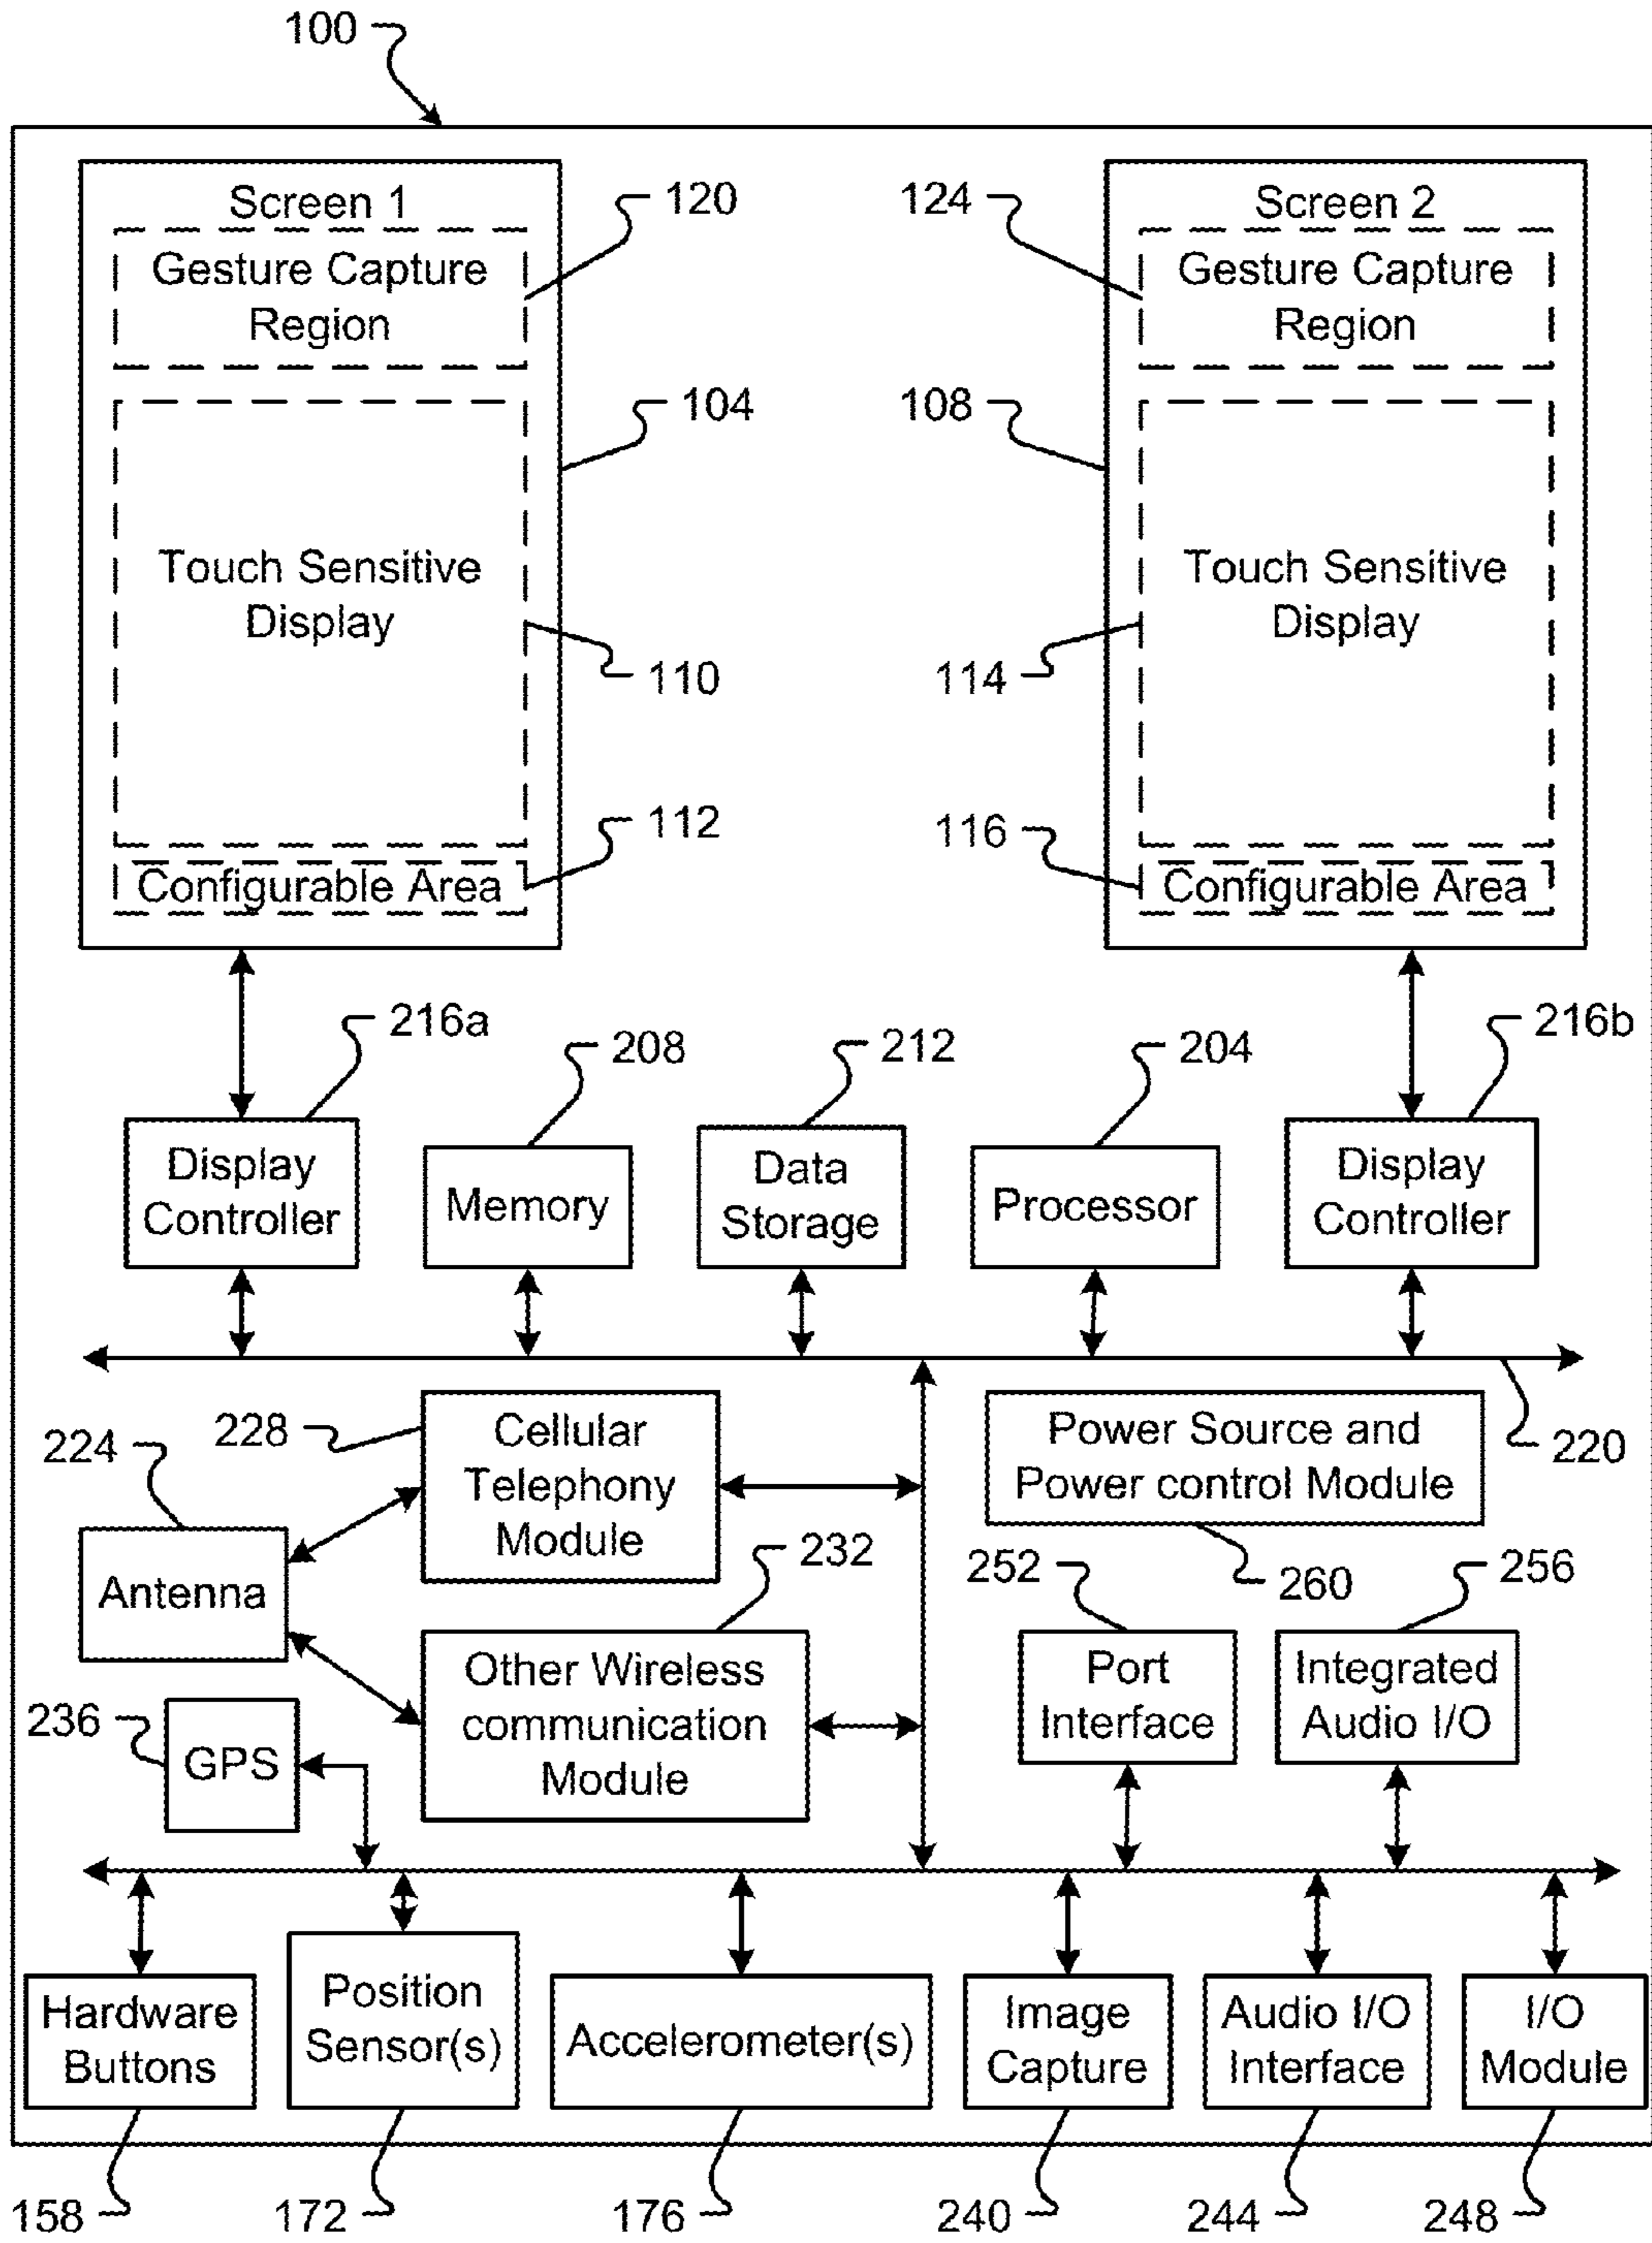 100
Screen 1
120
124
Screen 2
Gesture Capture
Region
Gesture Capture
Region
104
108
Touch Sensitive
Display
Touch Sensitive
Display
110
114
112
116
Configurable Area
Configurable Area
216a
208
212
204
216b
Display
Controller
Memory
Data
Storage
Processor
Display
Controller
228
224
Cellular
Telephony
Module
Power Source and
Power control Module
220
232
252
260
256
Antenna
Other Wireless
communication
Module
Port
Interface
Integrated
Audio I/O
236
GPS
Hardware
Buttons
Position
Sensor(s)
Accelerometer(s)
Image
Capture
Audio I/O
Interface
I/O
Module
158
172
176
240
244
248